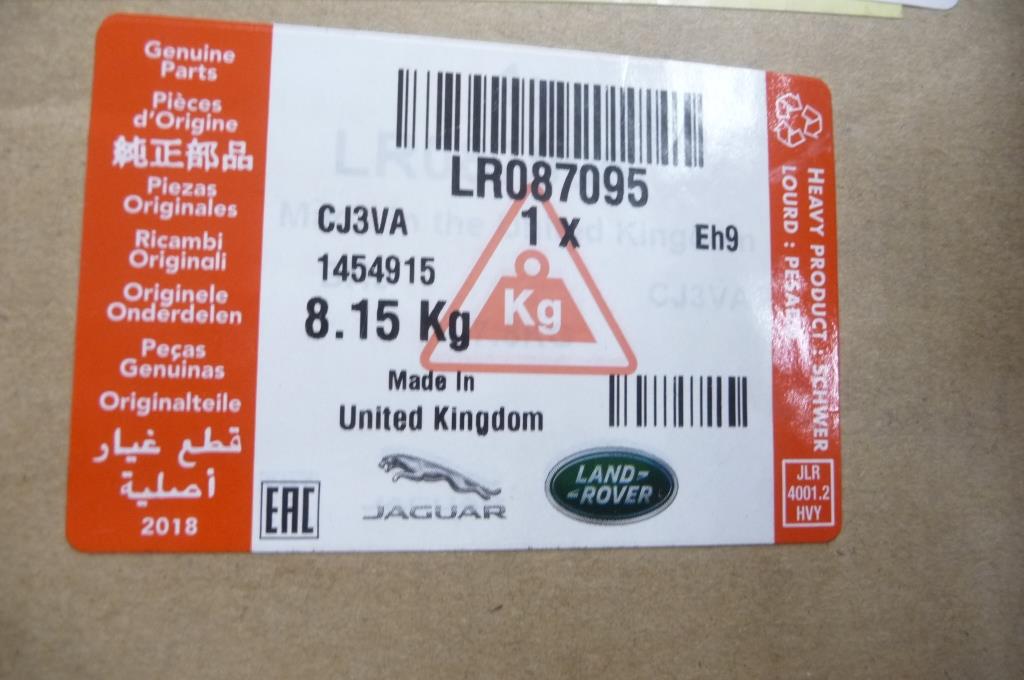 Genuine
Parts
Pièces
d'Origine
純正部品
Piezas
Originales
Ricambi
Originali
Originele
Onderdelen
Peças
Genuinas
Originalteile
قطع غيار
أصلية
2018
LR087095
CJ3VA
1 x
Eh9
1454915
8.15 Kg
Kg
Made In
United Kingdom
EAC
JAGUAR
LAND-
-ROVER
HEAVY PRODUCT : SCHWER
LOURD : PESAD
JLR
4001.2
HVY